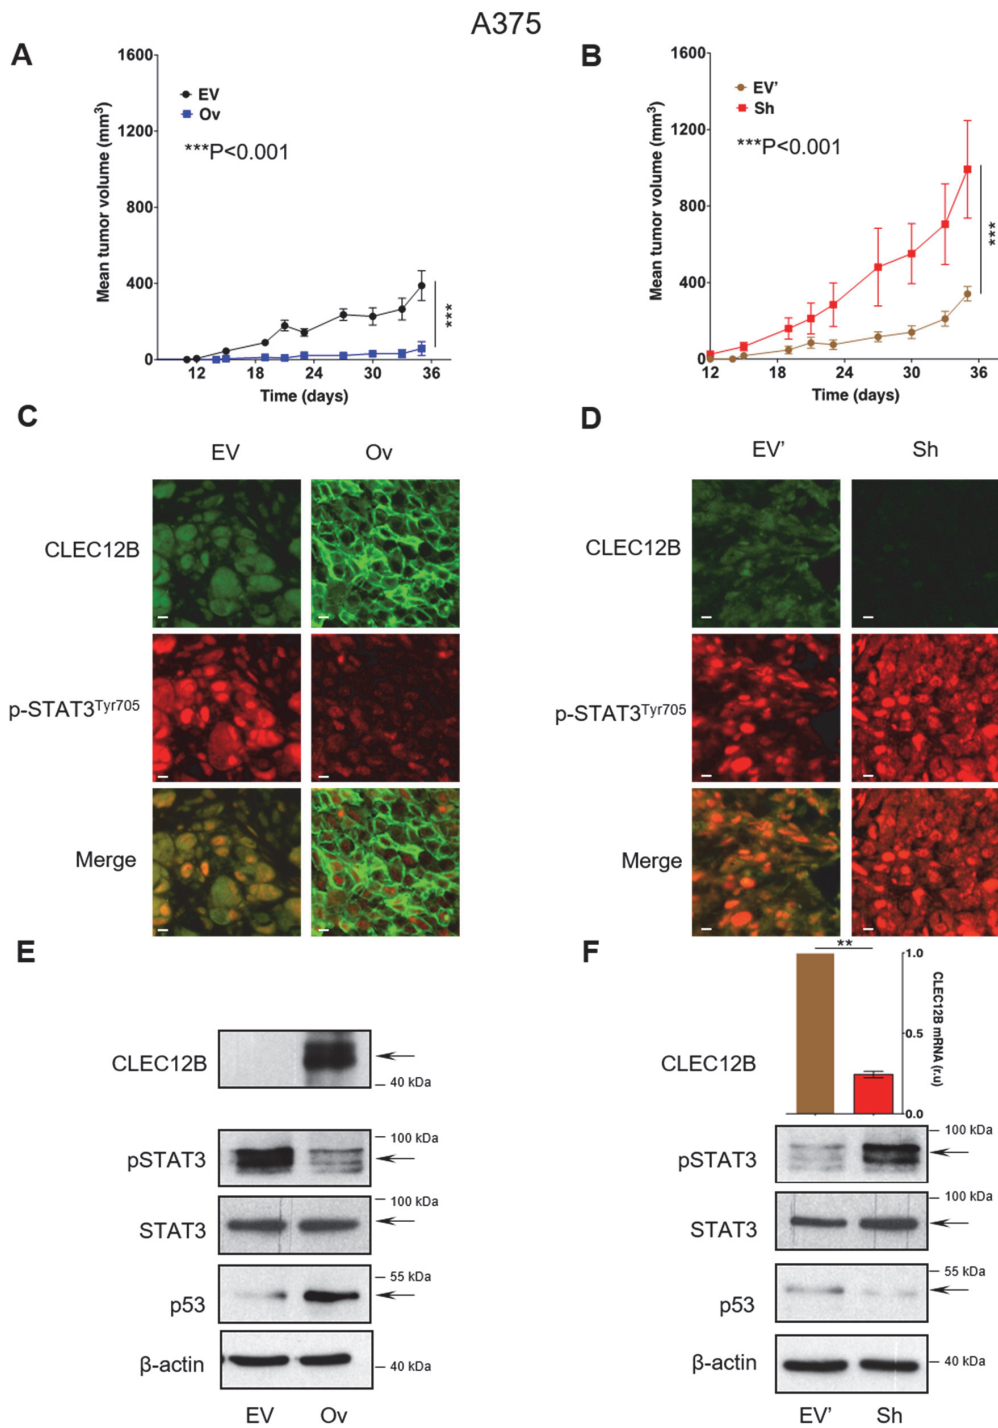 A375
A
1600
1200
800
400
0
Mean tumor volume (mm³)
EV
Ov
***P<0.001
***
12 18 24 30 36
Time (days)
B
1600
1200
800
400
0
Mean tumor volume (mm³)
EV'
Sh
***P<0.001
***
12 18 24 30 36
Time (days)
C
EV Ov
CLEC12B
p-STAT3Tyr705
Merge
D
EV' Sh
CLEC12B
p-STAT3Tyr705
Merge
E
CLEC12B
40 kDa
pSTAT3
100 kDa
STAT3
100 kDa
p53
55 kDa
β-actin
40 kDa
EV Ov
F
**
1.0
0.5
0.0
CLEC12B mRNA (r.u)
CLEC12B
pSTAT3
100 kDa
STAT3
100 kDa
p53
55 kDa
β-actin
40 kDa
EV' Sh